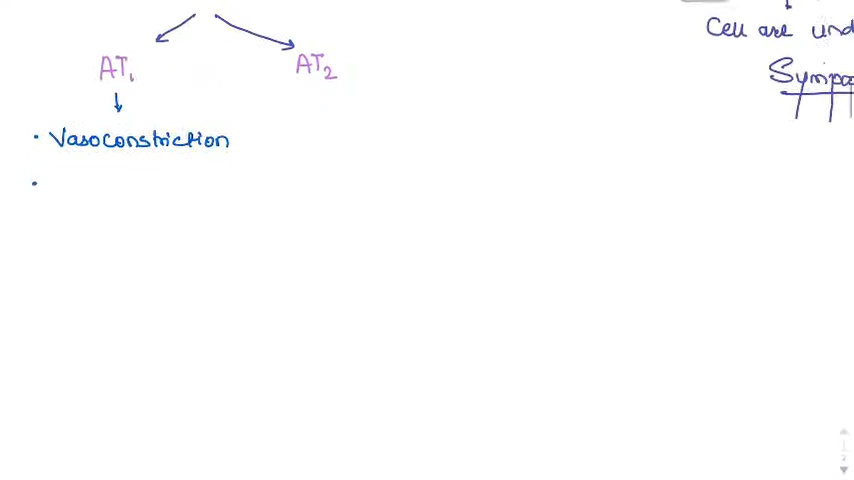 AT₁
AT₂
• Vasoconstriction
•
Cell are und
Sympa